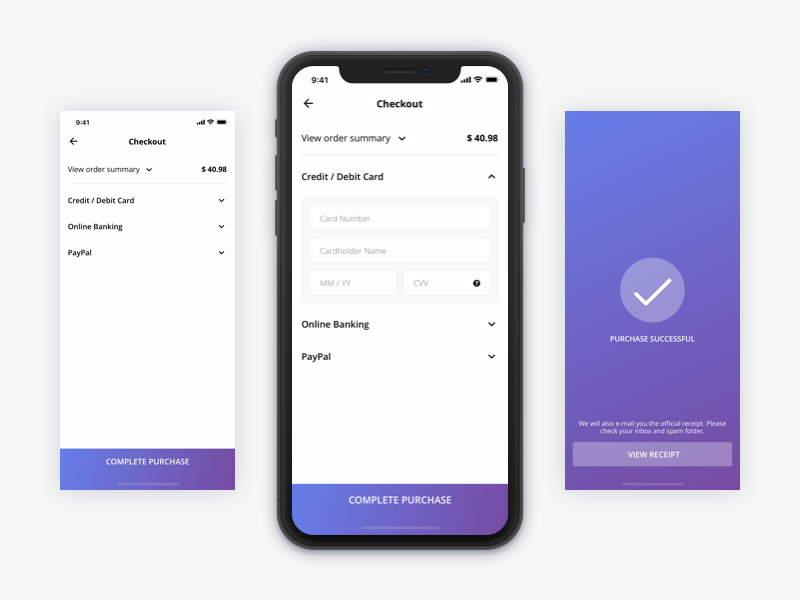 9:41
Checkout
View order summary $ 40.98
Credit / Debit Card
Online Banking
PayPal
COMPLETE PURCHASE
9:41
Checkout
View order summary $ 40.98
Credit / Debit Card
Card Number
Cardholder Name
MM / YY CVV ?
Online Banking
PayPal
COMPLETE PURCHASE
PURCHASE SUCCESSFUL
We will also e-mail you the official receipt. Please
check your inbox and spam folder.
VIEW RECEIPT